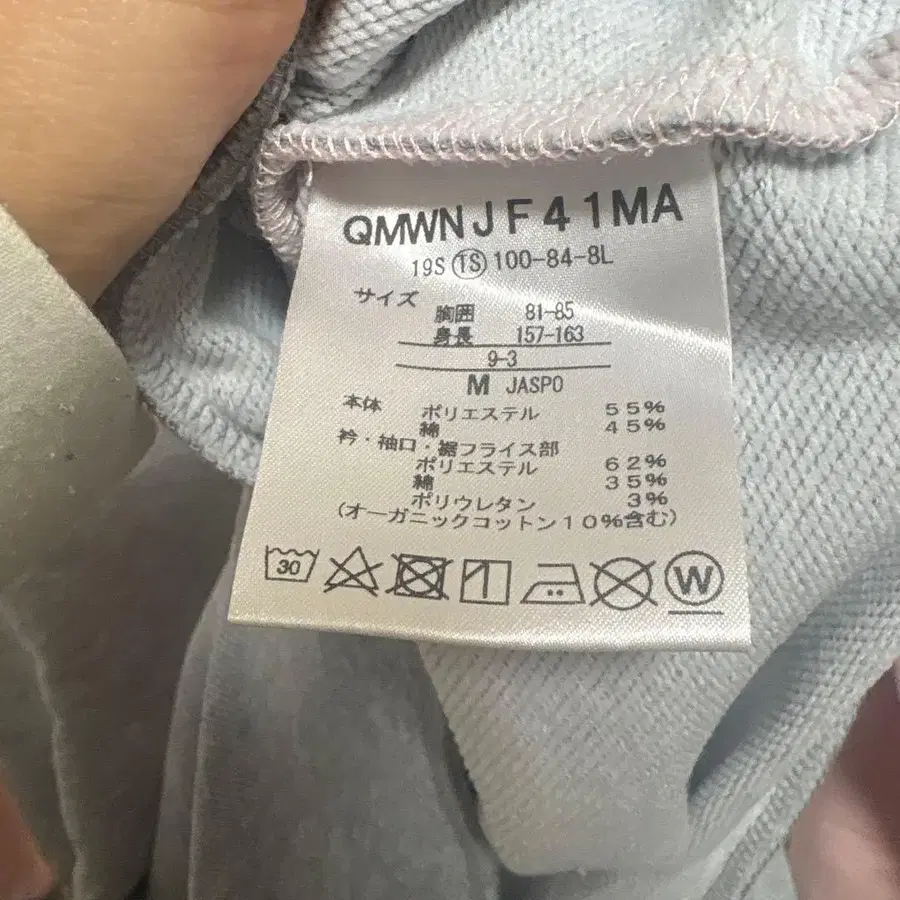 QMWNJF41MA
19S 1S 100-84-8L
サイズ
胸囲 81-85
身長 157-163
9-3
M JASPO
本体 ポリエステル 55%
綿 45%
衿・袖口・裾フライス部
ポリエステル 62%
綿 35%
ポリウレタン 3%
(オーガニックコットン10%含む)
30 W